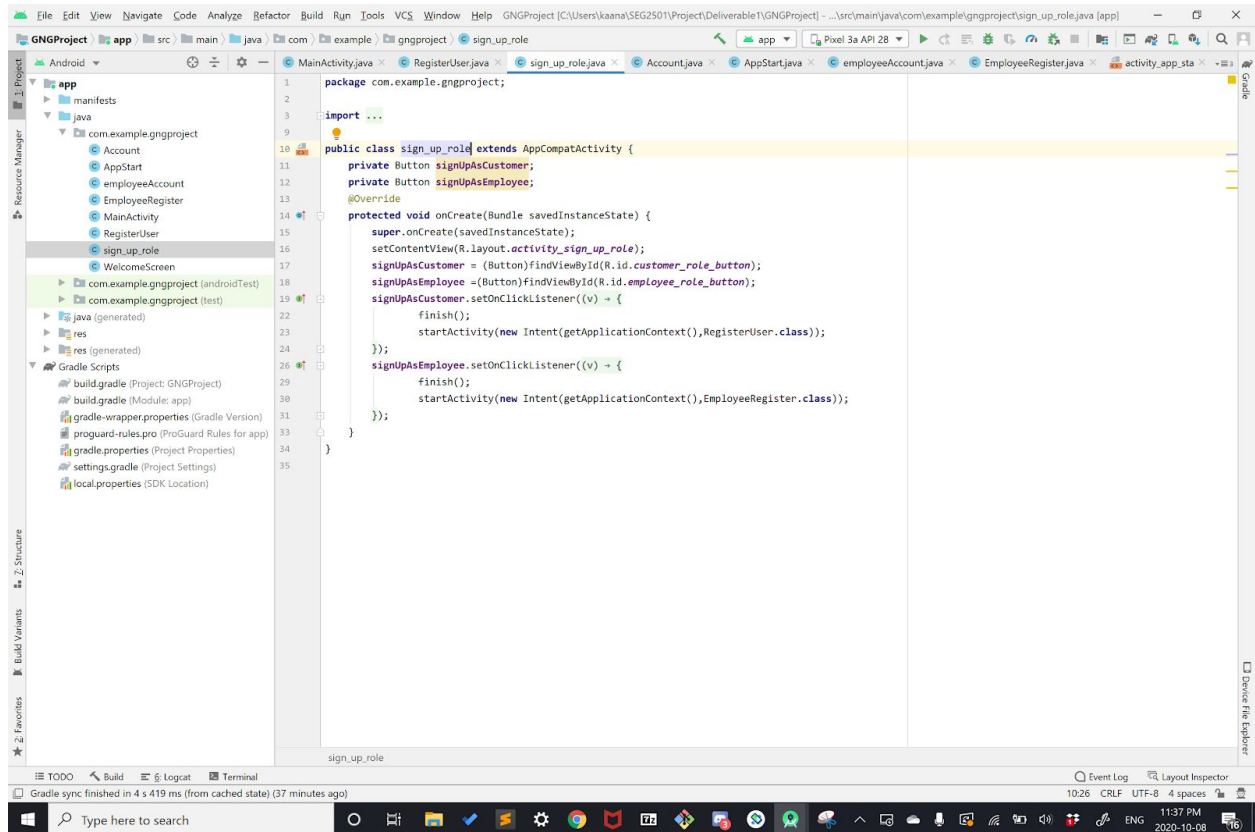 File Edit View Navigate Code Analyze Refactor Build Run Tools VCS Window Help GNGProject [C:\Users\kaana\SEG2501\Project\Deliverable1\GNGProject] - ...\src\main\java\com\example\gngproject\sign_up_role.java [app]
GNGProject app src main java com example gngproject sign_up_role app Pixel 3a API 28
1: Project
Resource Manager
Z: Structure
Build Variants
2: Favorites
Android
app
manifests
java
com.example.gngproject
Account
AppStart
employeeAccount
EmployeeRegister
MainActivity
RegisterUser
sign_up_role
WelcomeScreen
com.example.gngproject (androidTest)
com.example.gngproject (test)
java (generated)
res
res (generated)
Gradle Scripts
build.gradle (Project: GNGProject)
build.gradle (Module: app)
gradle-wrapper.properties (Gradle Version)
proguard-rules.pro (ProGuard Rules for app)
gradle.properties (Project Properties)
settings.gradle (Project Settings)
local.properties (SDK Location)
MainActivity.java RegisterUser.java sign_up_role.java Account.java AppStart.java employeeAccount.java EmployeeRegister.java activity_app_sta
1 package com.example.gngproject;
2
3 import ...
9
10 public class sign_up_role extends AppCompatActivity {
11 private Button signUpAsCustomer;
12 private Button signUpAsEmployee;
13 @Override
14 protected void onCreate(Bundle savedInstanceState) {
15 super.onCreate(savedInstanceState);
16 setContentView(R.layout.activity_sign_up_role);
17 signUpAsCustomer = (Button)findViewById(R.id.customer_role_button);
18 signUpAsEmployee =(Button)findViewById(R.id.employee_role_button);
19 signUpAsCustomer.setOnClickListener((v) → {
22 finish();
23 startActivity(new Intent(getApplicationContext(),RegisterUser.class));
24 });
26 signUpAsEmployee.setOnClickListener((v) → {
29 finish();
30 startActivity(new Intent(getApplicationContext(),EmployeeRegister.class));
31 });
33 }
34 }
35
sign_up_role
Gradle
Device File Explorer
TODO Build 6: Logcat Terminal Event Log Layout Inspector
Gradle sync finished in 4 s 419 ms (from cached state) (37 minutes ago) 10:26 CRLF UTF-8 4 spaces
Type here to search ENG 11:37 PM
2020-10-08 16